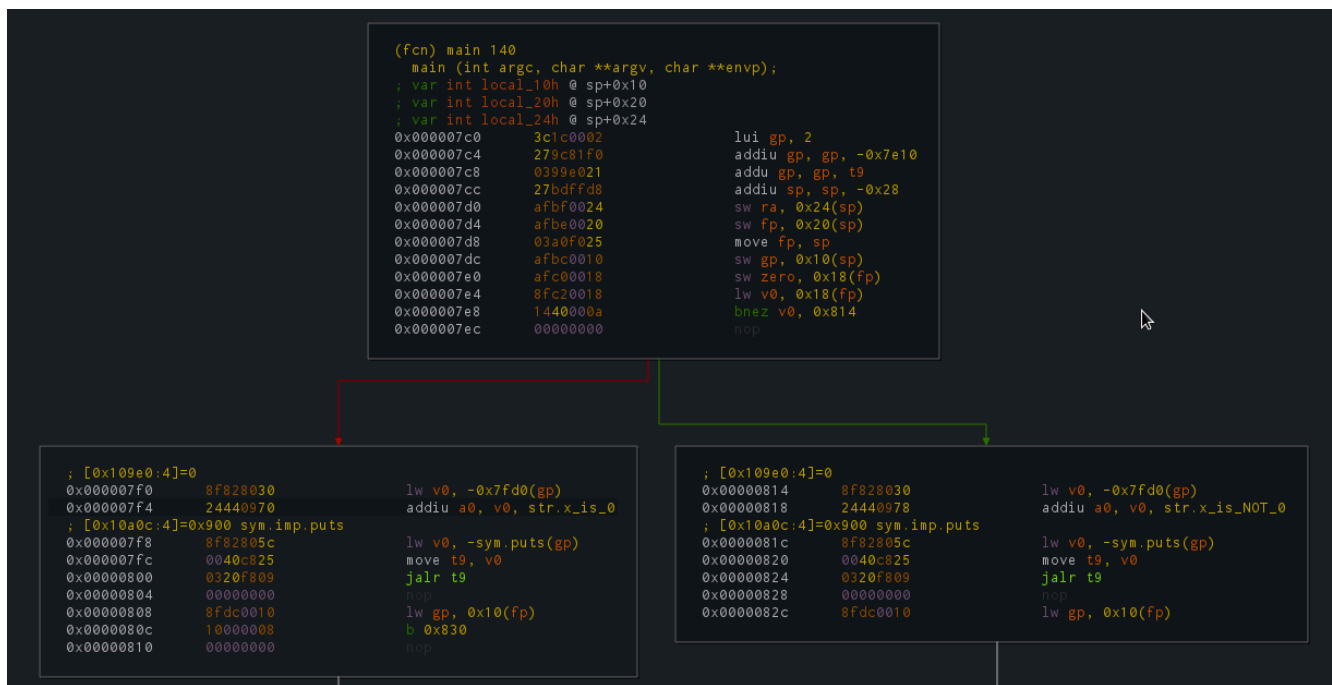 (fcn) main 140
main (int argc, char **argv, char **envp);
; var int local_10h @ sp+0x10
; var int local_20h @ sp+0x20
; var int local_24h @ sp+0x24
0x000007c0 3c1c0002 lui gp, 2
0x000007c4 279c81f0 addiu gp, gp, -0x7e10
0x000007c8 0399e021 addu gp, gp, t9
0x000007cc 27bdffd8 addiu sp, sp, -0x28
0x000007d0 afbf0024 sw ra, 0x24(sp)
0x000007d4 afbe0020 sw fp, 0x20(sp)
0x000007d8 03a0f025 move fp, sp
0x000007dc afbc0010 sw gp, 0x10(sp)
0x000007e0 afc00018 sw zero, 0x18(fp)
0x000007e4 8fc20018 lw v0, 0x18(fp)
0x000007e8 1440000a bnez v0, 0x814
0x000007ec 00000000 nop
; [0x109e0:4]=0
0x000007f0 8f828030 lw v0, -0x7fd0(gp)
0x000007f4 24440970 addiu a0, v0, str.x_is_0
; [0x10a0c:4]=0x900 sym.imp.puts
0x000007f8 8f82805c lw v0, -sym.puts(gp)
0x000007fc 0040c825 move t9, v0
0x00000800 0320f809 jalr t9
0x00000804 00000000 nop
0x00000808 8fdc0010 lw gp, 0x10(fp)
0x0000080c 10000008 b 0x830
0x00000810 00000000 nop
; [0x109e0:4]=0
0x00000814 8f828030 lw v0, -0x7fd0(gp)
0x00000818 24440978 addiu a0, v0, str.x_is_NOT_0
; [0x10a0c:4]=0x900 sym.imp.puts
0x0000081c 8f82805c lw v0, -sym.puts(gp)
0x00000820 0040c825 move t9, v0
0x00000824 0320f809 jalr t9
0x00000828 00000000 nop
0x0000082c 8fdc0010 lw gp, 0x10(fp)